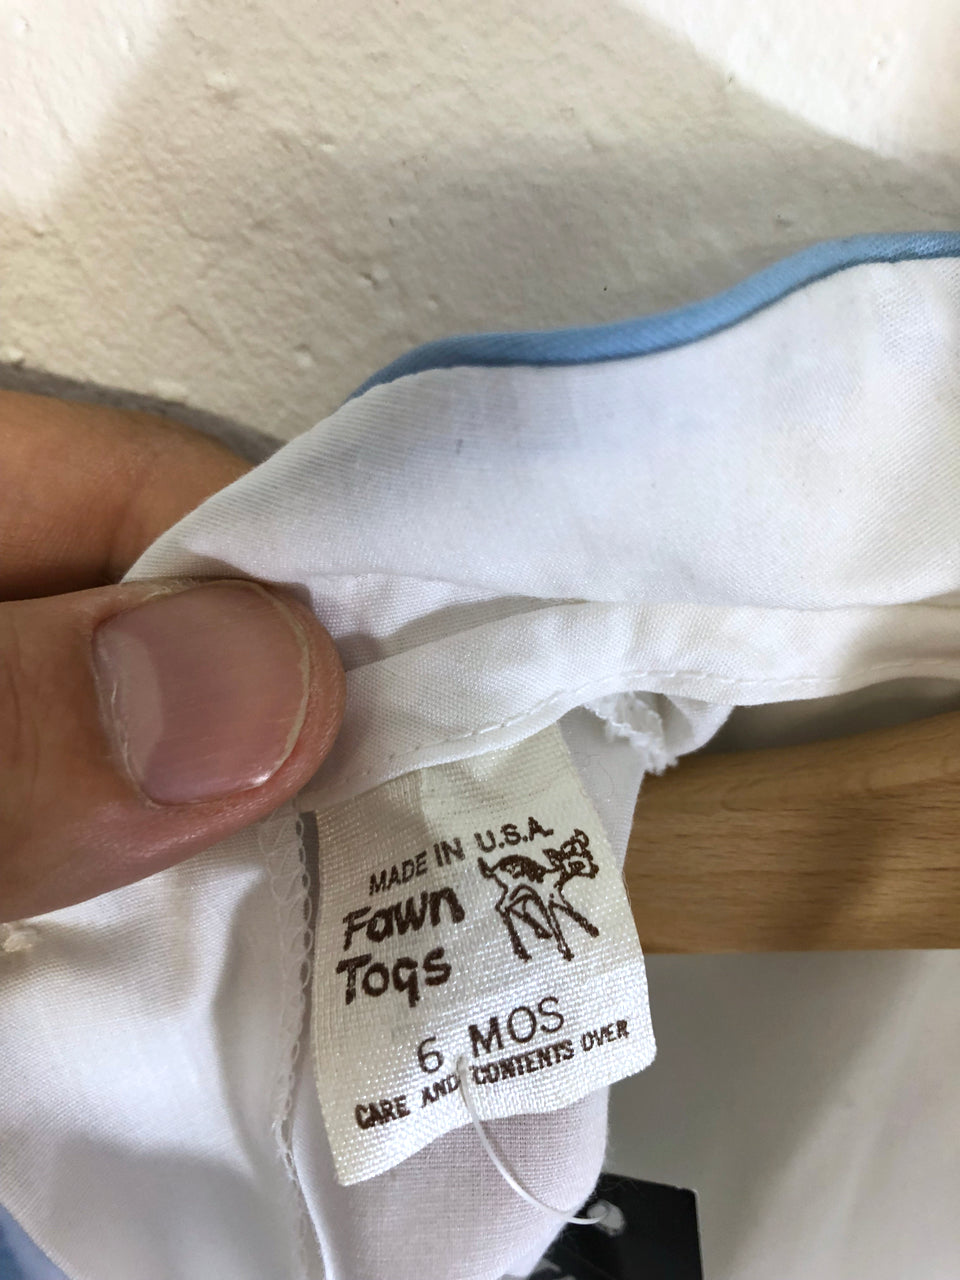 MADE IN U.S.A.
Fawn
Togs
6 MOS
CARE AND CONTENTS OVER